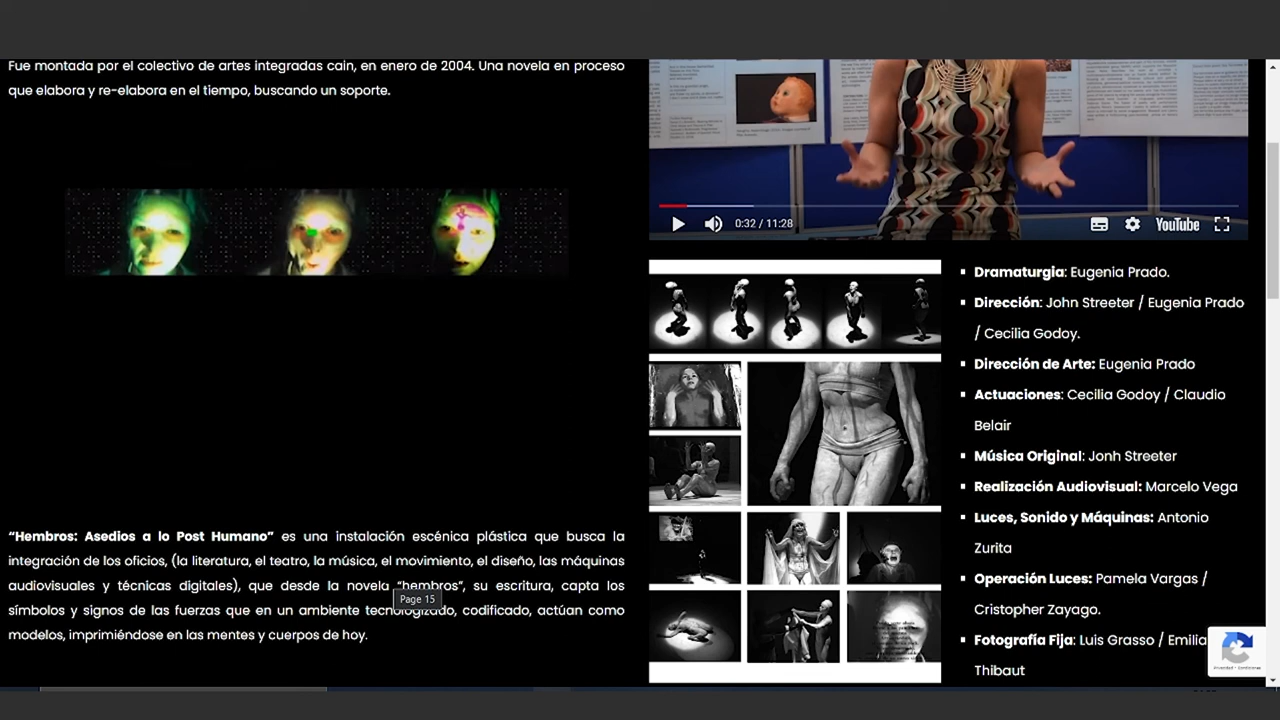 Fue montada por el colectivo de artes integradas cain, en enero de 2004. Una novela en proceso
que elabora y re-elabora en el tiempo, buscando un soporte.
“Hembros: Asedios a lo Post Humano” es una instalación escénica plástica que busca la
integración de los oficios, (la literatura, el teatro, la música, el movimiento, el diseño, las máquinas
audiovisuales y técnicas digitales), que desde la novela “hembros”, su escritura, capta los
símbolos y signos de las fuerzas que en un ambiente tecnologizado, codificado, actúan como
modelos, imprimiéndose en las mentes y cuerpos de hoy.
Page 15
0:32 / 11:28
YouTube
Dramaturgia: Eugenia Prado.
Dirección: John Streeter / Eugenia Prado
/ Cecilia Godoy.
Dirección de Arte: Eugenia Prado
Actuaciones: Cecilia Godoy / Claudio
Belair
Música Original: Jonh Streeter
Realización Audiovisual: Marcelo Vega
Luces, Sonido y Máquinas: Antonio
Zurita
Operación Luces: Pamela Vargas /
Cristopher Zayago.
Fotografía Fija: Luis Grasso / Emilia
Thibaut